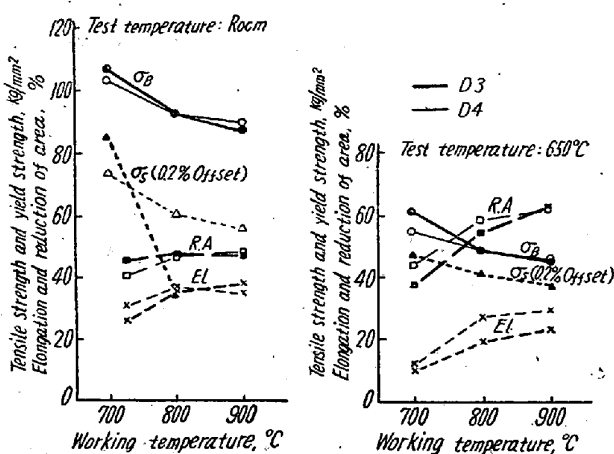 Tensile strength and yield strength, Kg/mm²
Elongation and reduction of area, %
120
100
80
60
40
20
0
Test temperature: Room
σB
σS (0.2% Offset)
R.A
El.
700 800 900
Working temperature, °C
D3
D4
Tensile strength and yield strength, Kg/mm²
Elongation and reduction of area, %
80
60
40
20
0
Test temperature: 650°C
R.A
σB
σS (0.2% Offset)
El.
700 800 900
Working temperature, °C